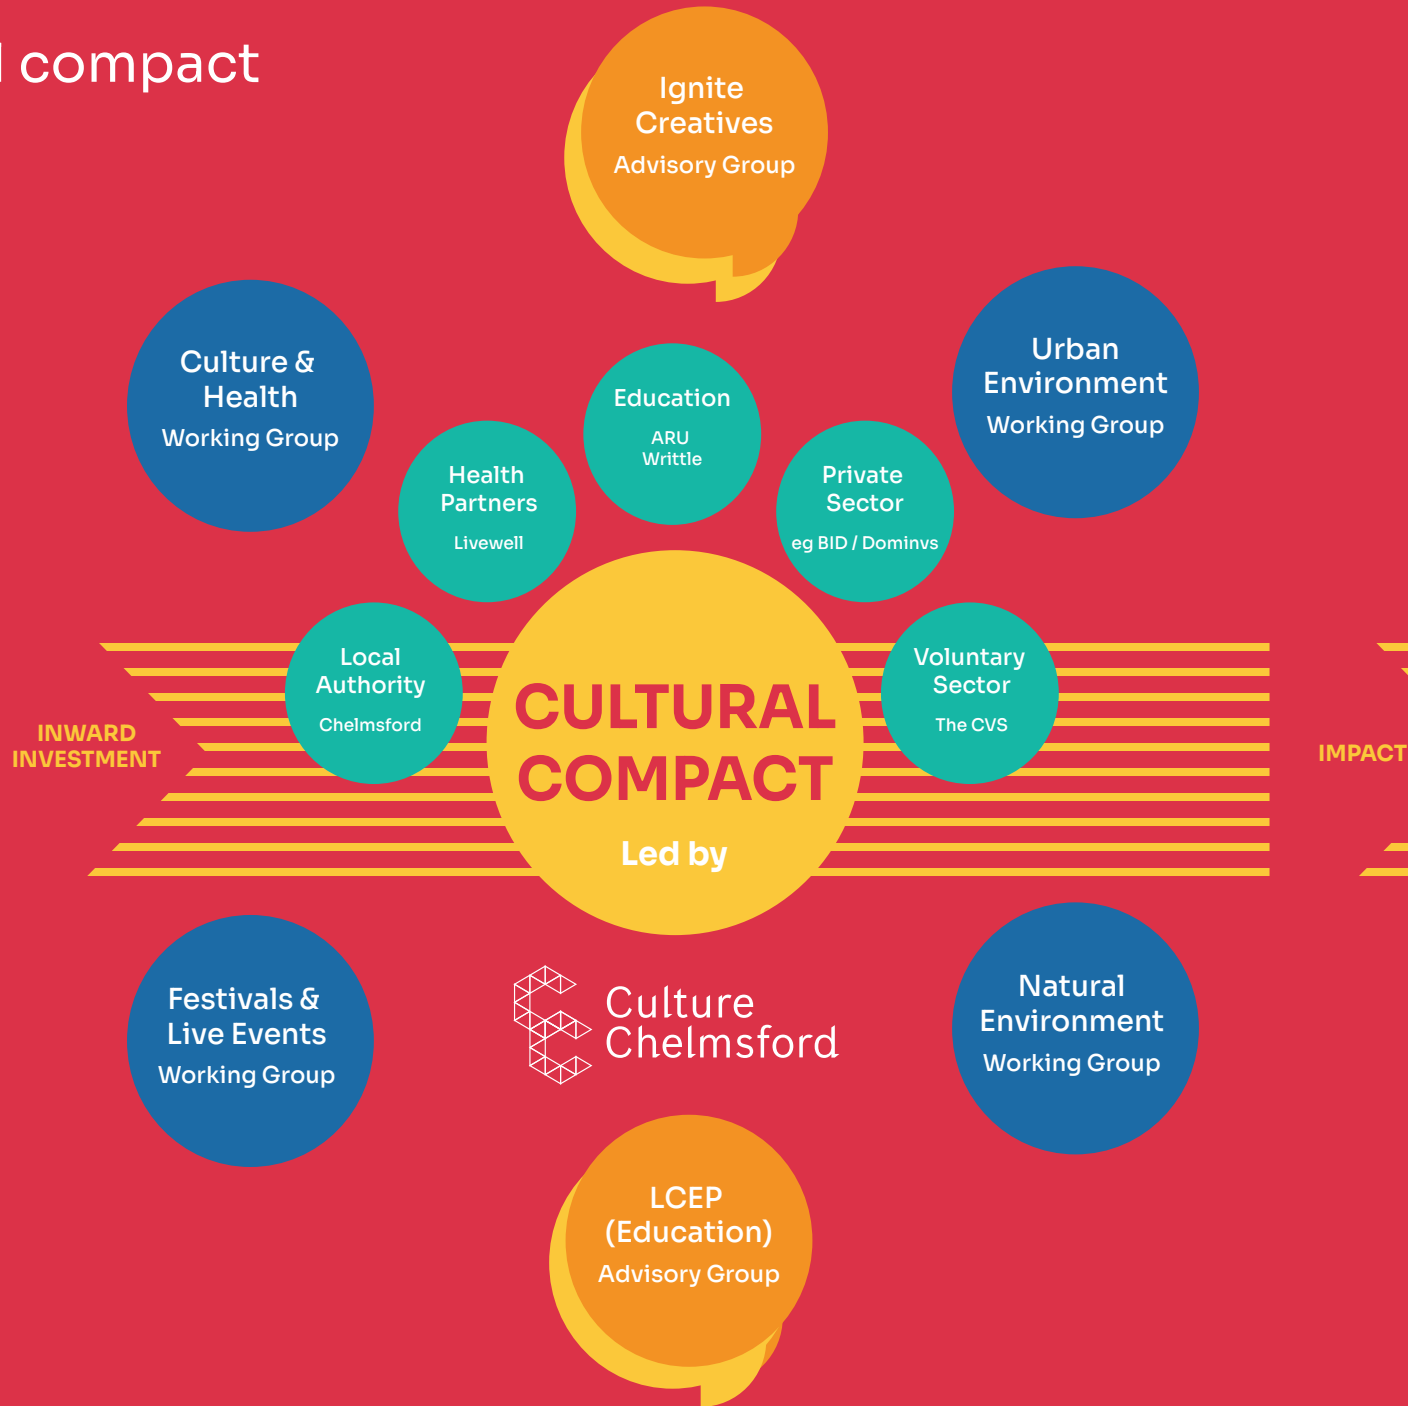 compact
Ignite
Creatives
Advisory Group
Culture &
Health
Working Group
Urban
Environment
Working Group
Education
ARU
Writtle
Health
Partners
Livewell
Private
Sector
eg BID / Dominvs
Local
Authority
Chelmsford
Voluntary
Sector
The CVS
INWARD
INVESTMENT
CULTURAL
COMPACT
Led by
IMPACT
Culture
Chelmsford
Festivals &
Live Events
Working Group
Natural
Environment
Working Group
LCEP
(Education)
Advisory Group